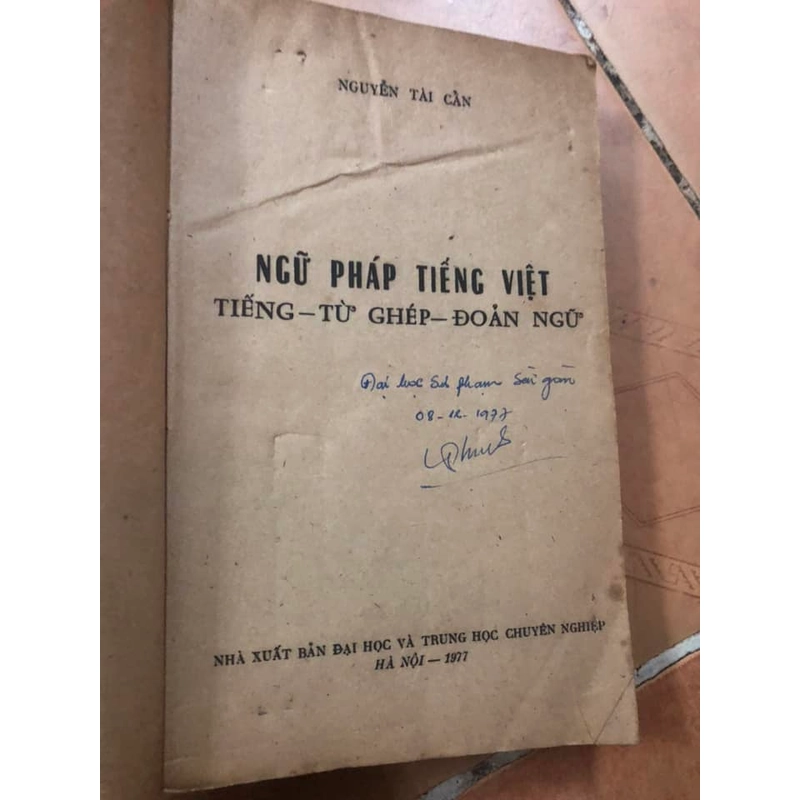 NGUYỄN TÀI CẨN
NGỮ PHÁP TIẾNG VIỆT
TIẾNG—TỪ GHÉP—ĐOẢN NGỮ
Đại học Sư phạm Sài gòn
08-12-1977
NHÀ XUẤT BẢN ĐẠI HỌC VÀ TRUNG HỌC CHUYÊN NGHIỆP
HÀ NỘI — 1977